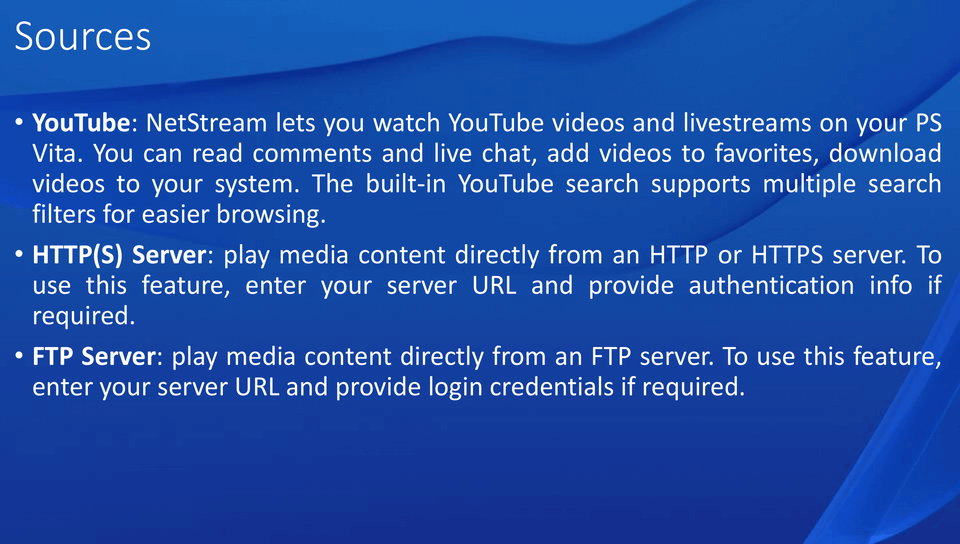 Sources
• YouTube: NetStream lets you watch YouTube videos and livestreams on your PS
Vita. You can read comments and live chat, add videos to favorites, download
videos to your system. The built-in YouTube search supports multiple search
filters for easier browsing.
• HTTP(S) Server: play media content directly from an HTTP or HTTPS server. To
use this feature, enter your server URL and provide authentication info if
required.
• FTP Server: play media content directly from an FTP server. To use this feature,
enter your server URL and provide login credentials if required.